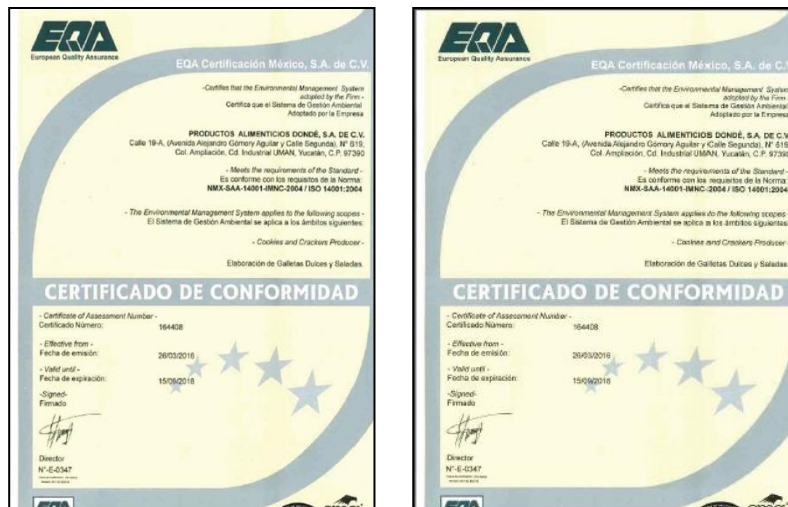 EQA
European Quality Assurance
EQA Certificación México, S.A. de C.V.
-Certifies that the Environmental Management System
adopted by the Firm -
Certifica que el Sistema de Gestión Ambiental
Adoptado por la Empresa
PRODUCTOS ALIMENTICIOS DONDÉ, S.A. DE C.V.
Calle 19-A, (Avenida Alejandro Gómory Aguilar y Calle Segunda), N° 619,
Col. Ampliación, Cd. Industrial UMAN, Yucatán, C.P. 97390
- Meets the requirements of the Standard -
Es conforme con los requisitos de la Norma:
NMX-SAA-14001-IMNC-2004 / ISO 14001:2004
- The Environmental Management System applies to the following scopes -
El Sistema de Gestión Ambiental se aplica a los ámbitos siguientes:
- Cookies and Crackers Producer -
Elaboración de Galletas Dulces y Saladas.
CERTIFICADO DE CONFORMIDAD
- Certificate of Assessment Number -
Certificado Número: 164408
- Effective from -
Fecha de emisión: 26/03/2016
- Valid until -
Fecha de expiración: 15/09/2018
-Signed-
Firmado
Director
N°-E-0347
EQA
European Quality Assurance
EQA Certificación México, S.A. de C.V.
-Certifies that the Environmental Management System
adopted by the Firm -
Certifica que el Sistema de Gestión Ambiental
Adoptado por la Empresa
PRODUCTOS ALIMENTICIOS DONDÉ, S.A. DE C.V.
Calle 19-A, (Avenida Alejandro Gómory Aguilar y Calle Segunda), N° 619,
Col. Ampliación, Cd. Industrial UMAN, Yucatán, C.P. 97390
- Meets the requirements of the Standard -
Es conforme con los requisitos de la Norma:
NMX-SAA-14001-IMNC-2004 / ISO 14001:2004
- The Environmental Management System applies to the following scopes -
El Sistema de Gestión Ambiental se aplica a los ámbitos siguientes:
- Cookies and Crackers Producer -
Elaboración de Galletas Dulces y Saladas.
CERTIFICADO DE CONFORMIDAD
- Certificate of Assessment Number -
Certificado Número: 164408
- Effective from -
Fecha de emisión: 26/03/2016
- Valid until -
Fecha de expiración: 15/09/2018
-Signed-
Firmado
Director
N°-E-0347